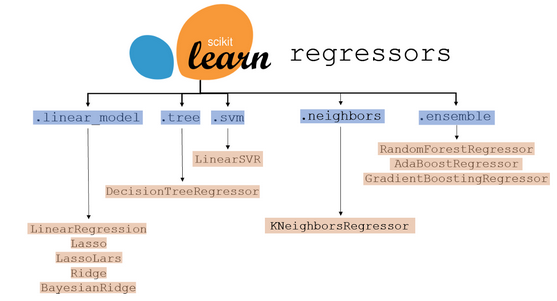 scikit
learn regressors
.linear_model .tree .svm .neighbors .ensemble
RandomForestRegressor
LinearSVR AdaBoostRegressor
GradientBoostingRegressor
DecisionTreeRegressor
LinearRegression KNeighborsRegressor
Lasso
LassoLars
Ridge
BayesianRidge